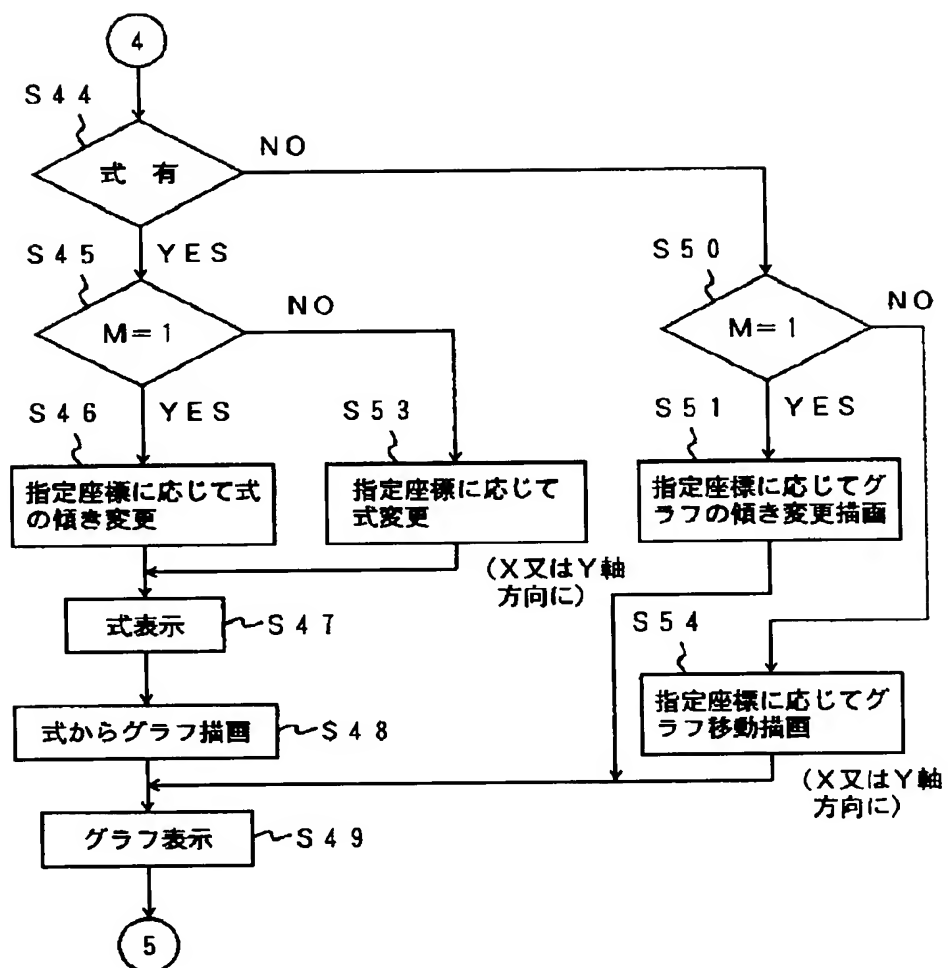 4
S44
式 有
NO
YES
S45
M=1
NO
S50
M=1
NO
S46
YES
S53
S51
YES
指定座標に応じて式
の傾き変更
指定座標に応じて
式変更
指定座標に応じてグ
ラフの傾き変更描画
(X又はY軸
方向に)
式表示
S47
S54
式からグラフ描画
S48
指定座標に応じてグ
ラフ移動描画
(X又はY軸
方向に)
グラフ表示
S49
5